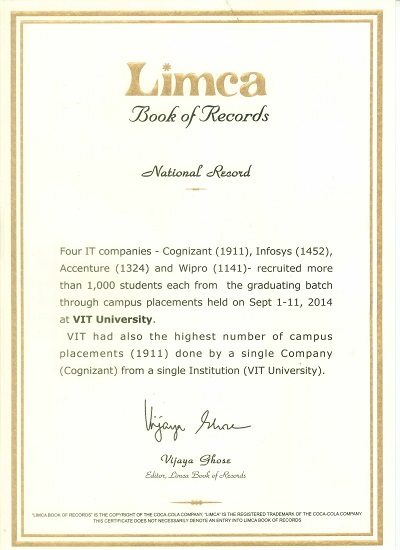 Limca
Book of Records
National Record
Four IT companies - Cognizant (1911), Infosys (1452),
Accenture (1324) and Wipro (1141)- recruited more
than 1,000 students each from the graduating batch
through campus placements held on Sept 1-11, 2014
at VIT University.
VIT had also the highest number of campus
placements (1911) done by a single Company
(Cognizant) from a single Institution (VIT University).
Vijaya Ghose
Vijaya Ghose
Editor, Limca Book of Records
"LIMCA BOOK OF RECORDS" IS THE COPYRIGHT OF THE COCA-COLA COMPANY. "LIMCA" IS THE REGISTERED TRADEMARK OF THE COCA-COLA COMPANY.
THIS CERTIFICATE DOES NOT NECESSARILY DENOTE AN ENTRY INTO LIMCA BOOK OF RECORDS